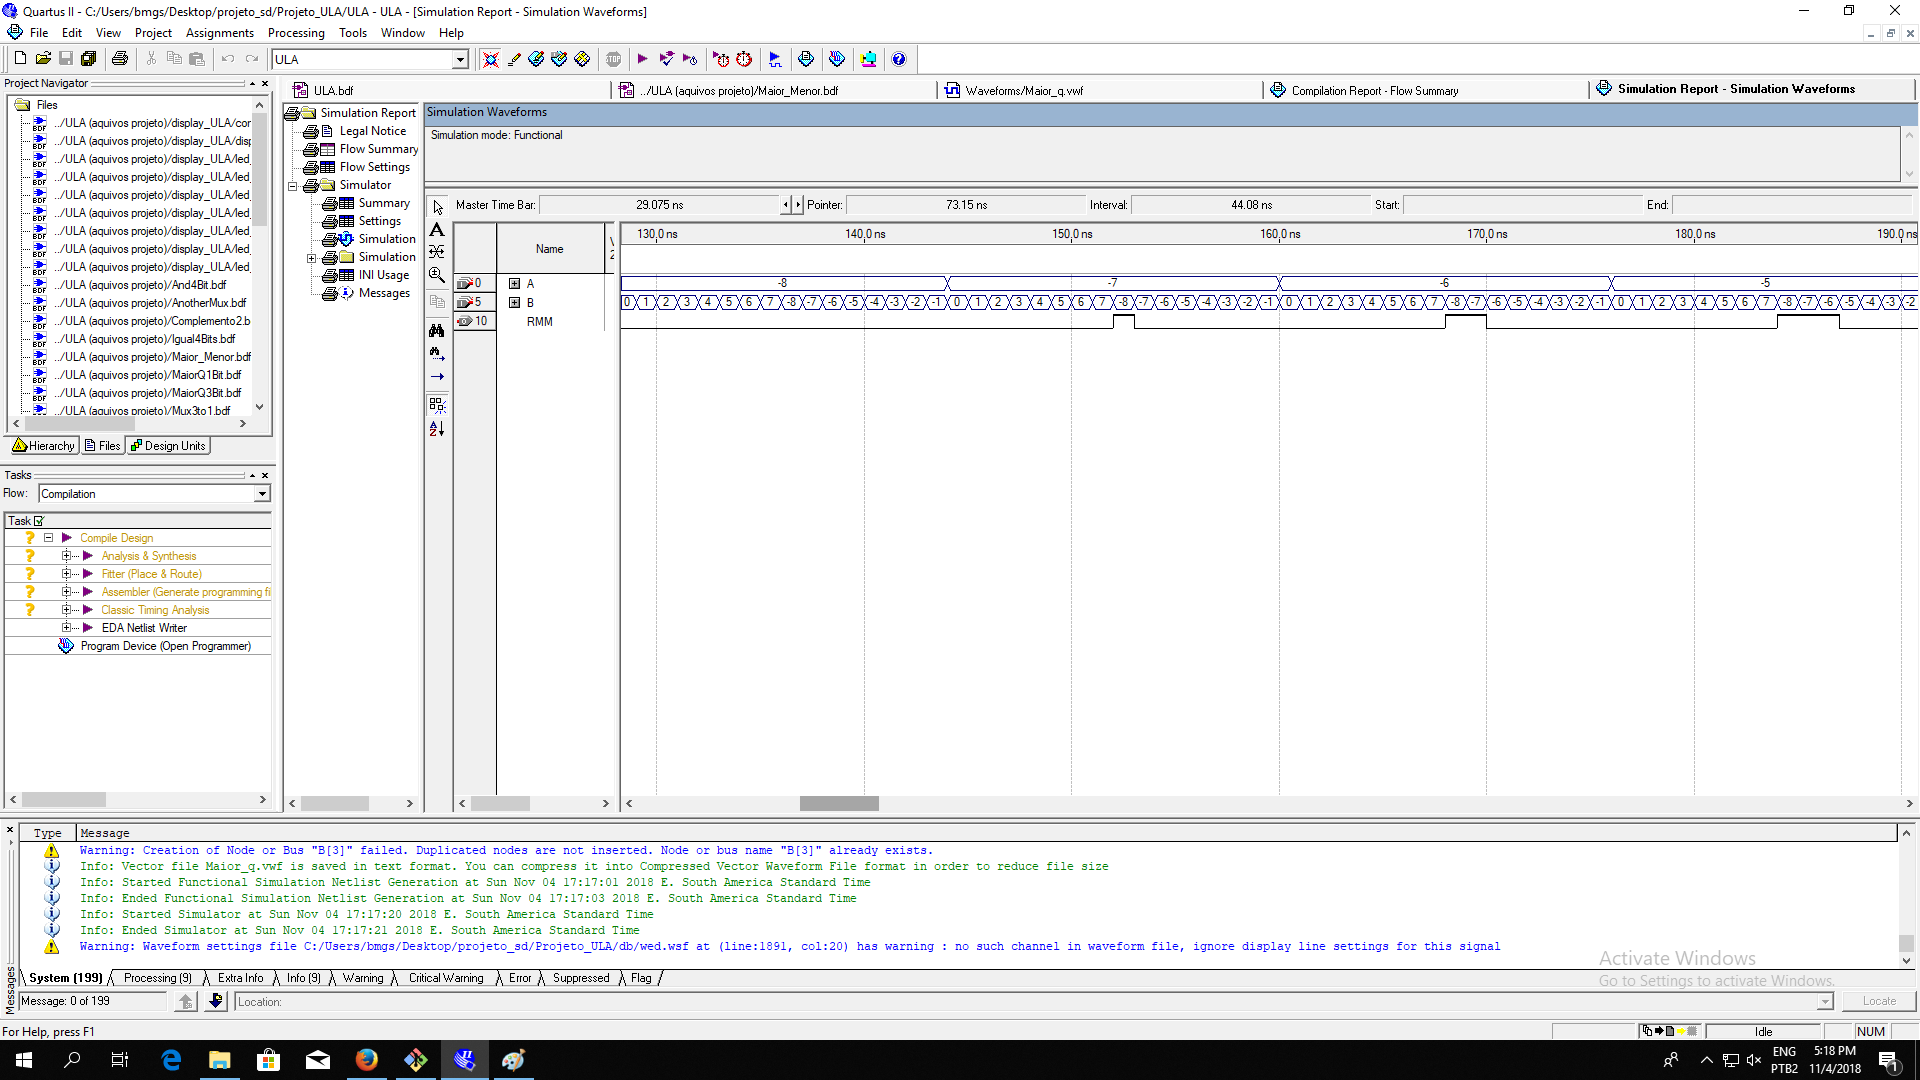 Quartus II - C:/Users/bmgs/Desktop/projeto_sd/Projeto_ULA/ULA - ULA - [Simulation Report - Simulation Waveforms]
File Edit View Project Assignments Processing Tools Window Help
ULA
Project Navigator
Files
../ULA (aquivos projeto)/display_ULA/cor
../ULA (aquivos projeto)/display_ULA/disp
../ULA (aquivos projeto)/display_ULA/led_
../ULA (aquivos projeto)/display_ULA/led_
../ULA (aquivos projeto)/display_ULA/led_
../ULA (aquivos projeto)/display_ULA/led_
../ULA (aquivos projeto)/display_ULA/led_
../ULA (aquivos projeto)/display_ULA/led_
../ULA (aquivos projeto)/display_ULA/led_
../ULA (aquivos projeto)/And4Bit.bdf
../ULA (aquivos projeto)/AnotherMux.bdf
../ULA (aquivos projeto)/Complemento2.b
../ULA (aquivos projeto)/Igual4Bits.bdf
../ULA (aquivos projeto)/Maior_Menor.bdf
../ULA (aquivos projeto)/MaiorQ1Bit.bdf
../ULA (aquivos projeto)/MaiorQ3Bit.bdf
../ULA (aquivos projeto)/Mux3to1.bdf
Hierarchy Files Design Units
Tasks
Flow: Compilation
Task
Compile Design
Analysis & Synthesis
Fitter (Place & Route)
Assembler (Generate programming fi
Classic Timing Analysis
EDA Netlist Writer
Program Device (Open Programmer)
ULA.bdf ../ULA (aquivos projeto)/Maior_Menor.bdf Waveforms/Maior_q.vwf Compilation Report - Flow Summary Simulation Report - Simulation Waveforms
Simulation Report
Legal Notice
Flow Summary
Flow Settings
Simulator
Summary
Settings
Simulation
Simulation
INI Usage
Messages
Simulation Waveforms
Simulation mode: Functional
Master Time Bar: 29.075 ns Pointer: 73.15 ns Interval: 44.08 ns Start: End:
Name
130.0 ns 140.0 ns 150.0 ns 160.0 ns 170.0 ns 180.0 ns 190.0 ns
0 A -8 -7 -6 -5
5 B 0 1 2 3 4 5 6 7 -8 -7 -6 -5 -4 -3 -2 -1 0 1 2 3 4 5 6 7 -8 -7 -6 -5 -4 -3 -2 -1 0 1 2 3 4 5 6 7 -8 -7 -6 -5 -4 -3 -2 -1 0 1 2 3 4 5 6 7 -8 -7 -6 -5 -4 -3 -2
10 RMM
Type Message
Warning: Creation of Node or Bus "B[3]" failed. Duplicated nodes are not inserted. Node or bus name "B[3]" already exists.
Info: Vector file Maior_q.vwf is saved in text format. You can compress it into Compressed Vector Waveform File format in order to reduce file size
Info: Started Functional Simulation Netlist Generation at Sun Nov 04 17:17:01 2018 E. South America Standard Time
Info: Ended Functional Simulation Netlist Generation at Sun Nov 04 17:17:03 2018 E. South America Standard Time
Info: Started Simulator at Sun Nov 04 17:17:20 2018 E. South America Standard Time
Info: Ended Simulator at Sun Nov 04 17:17:21 2018 E. South America Standard Time
Warning: Waveform settings file C:/Users/bmgs/Desktop/projeto_sd/Projeto_ULA/db/wed.wsf at (line:1891, col:20) has warning : no such channel in waveform file, ignore display line settings for this signal
Activate Windows
Go to Settings to activate Windows.
System (199) Processing (9) Extra Info Info (9) Warning Critical Warning Error Suppressed Flag
Messages
Message: 0 of 199 Location: Locate
For Help, press F1
Idle NUM
ENG
PTB2
5:18 PM
11/4/2018
1